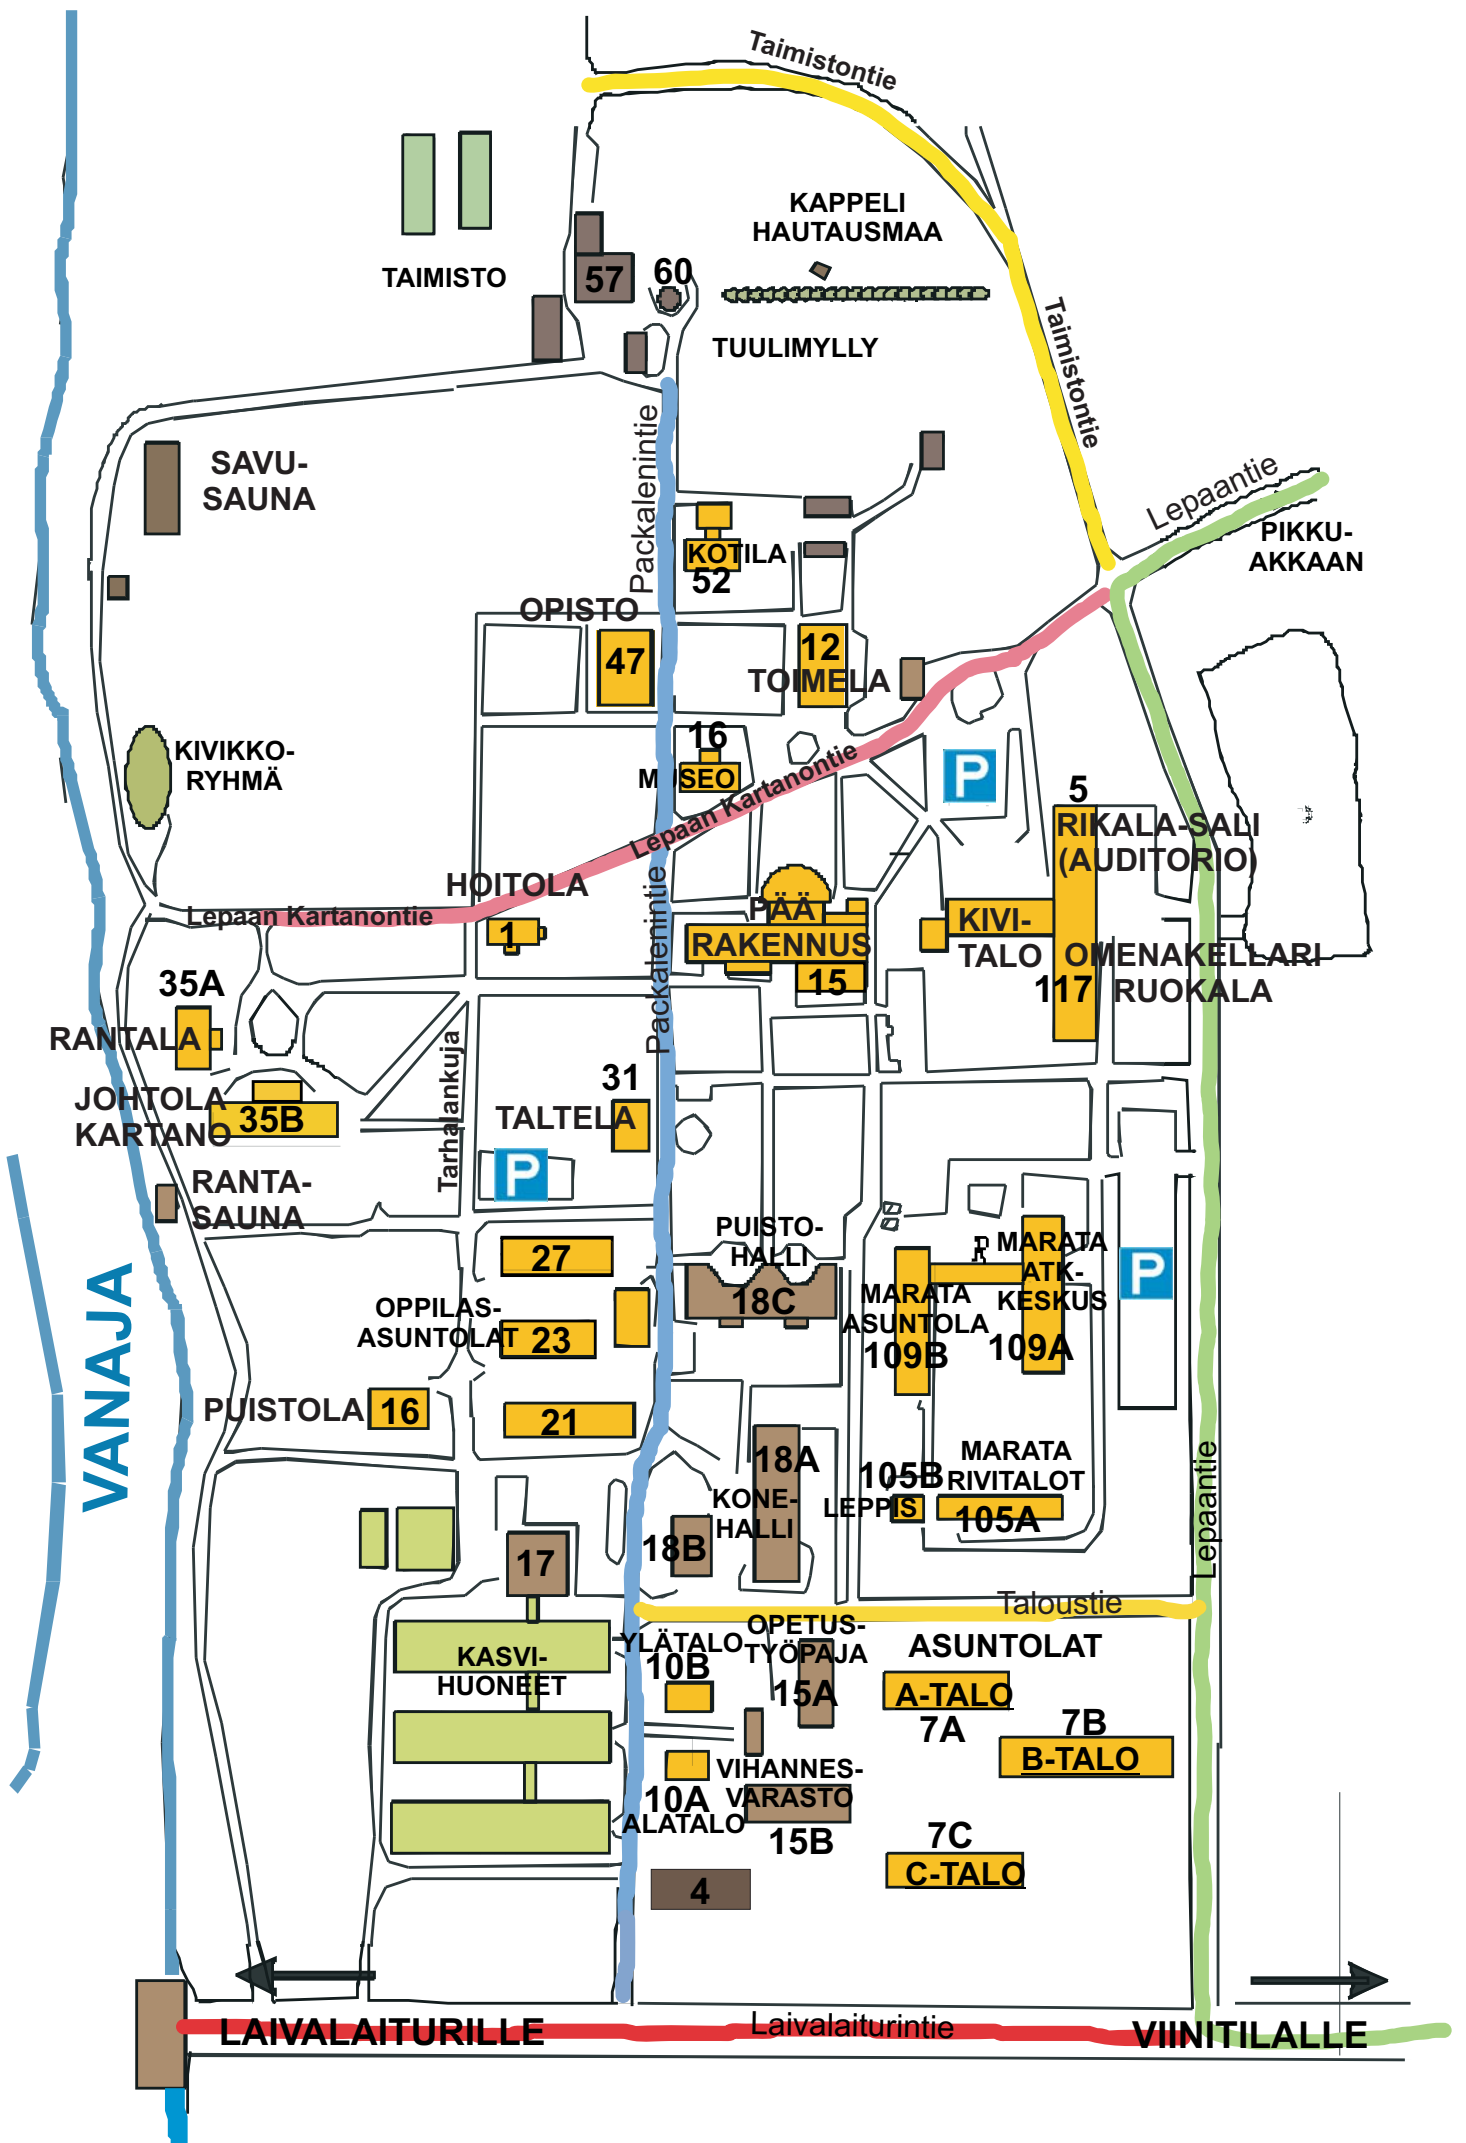 Taimistontie
KAPPELI
HAUTAUSMAA
TAIMISTO
57
60
TUULIMYLLY
Taimistontie
SAVU-
SAUNA
Packalenintie
Lepaantie
PIKKU-
AKKAAN
KOTILA
52
OPISTO
47
12
TOIMELA
16
MUSEO
KIVIKKO-
RYHMÄ
P
Lepaan Kartanontie
5
RIKALA-SALI
(AUDITORIO)
HOITOLA
Lepaan Kartanontie
1
Packalenintie
PÄÄ
RAKENNUS
15
KIVI-
TALO
OMENAKELLARI
117
RUOKALA
35A
RANTALA
JOHTOLA
KARTANO
35B
Tarhalankuja
31
TALTELA
P
RANTA-
SAUNA
VANAJA
27
PUISTO-
HALLI
18C
MARATA
ATK-
KESKUS
109A
MARATA
ASUNTOLA
109B
P
OPPILAS-
ASUNTOLAT
23
PUISTOLA
16
21
18A
KONE-
HALLI
18B
105B
LEPPIS
MARATA
RIVITALOT
105A
Lepaantie
17
Taloustie
KASVI-
HUONEET
YLÄTALO
10B
OPETUS-
TYÖPAJA
15A
ASUNTOLAT
A-TALO
7A
7B
B-TALO
10A
ALATALO
VIHANNES-
VARASTO
15B
7C
C-TALO
4
LAIVALAITURILLE
Laivalaiturintie
VIINITILALLE